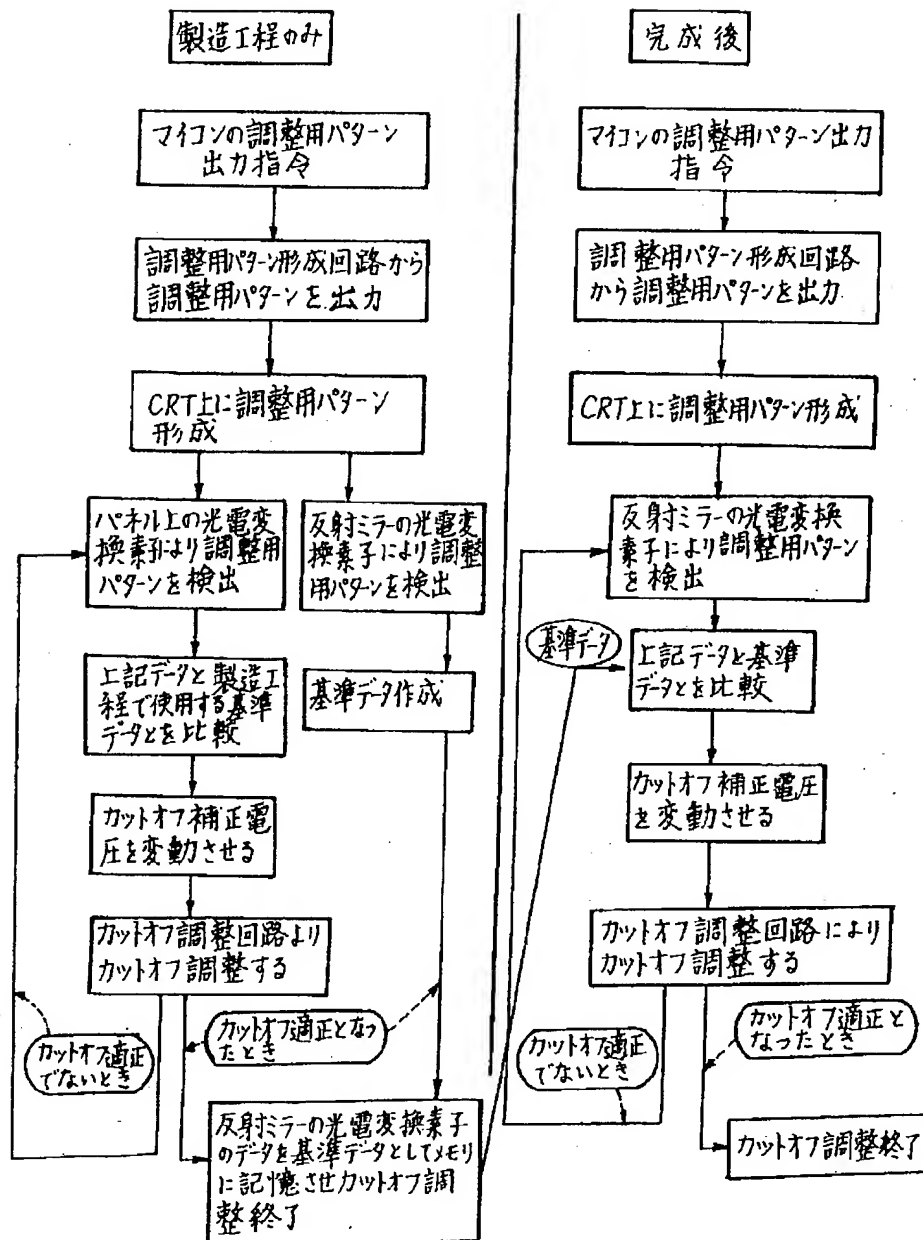 製造工程のみ
マイコンの調整用パターン
出力指令
調整用パターン形成回路から
調整用パターンを出力
CRT上に調整用パターン
形成
パネル上の光電変
換素子により調整用
パターンを検出
反射ミラーの光電変
換素子により調整
用パターンを検出
上記データと製造工
程で使用する基準
データとを比較
基準データ作成
カットオフ補正電
圧を変動させる
カットオフ調整回路より
カットオフ調整する
カットオフ適正
でないとき
カットオフ適正となっ
たとき
反射ミラーの光電変換素子
のデータを基準データとしてメモリ
に記憶させカットオフ調
整終了
完成後
マイコンの調整用パターン出力
指令
調整用パターン形成回路
から調整用パターンを出力
CRT上に調整用パターン形成
反射ミラーの光電変換
素子により調整用パターン
を検出
基準データ
上記データと基準
データとを比較
カットオフ補正電圧
を変動させる
カットオフ調整回路により
カットオフ調整する
カットオフ適正
でないとき
カットオフ適正と
なったとき
カットオフ調整終了